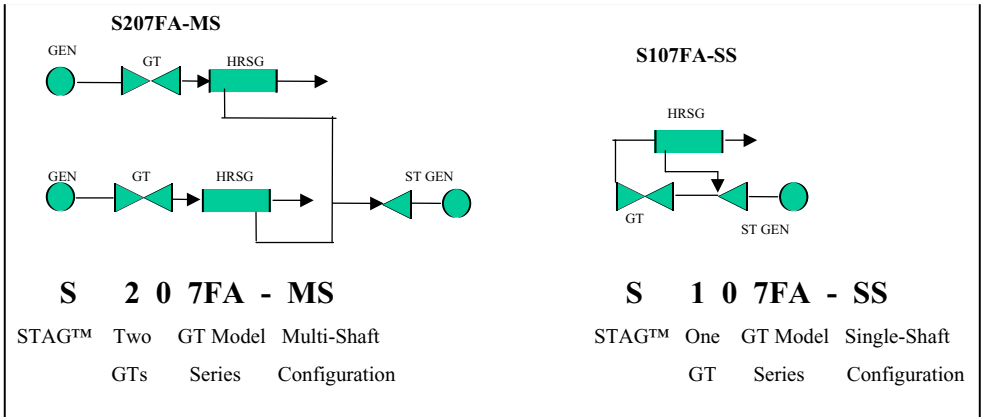 S207FA-MS
GEN
GT
HRSG
GEN
GT
HRSG
ST GEN
S 2 0 7FA - MS
STAG™ Two GT Model Multi-Shaft
GTs Series Configuration
S107FA-SS
HRSG
GT
ST GEN
S 1 0 7FA - SS
STAG™ One GT Model Single-Shaft
GT Series Configuration